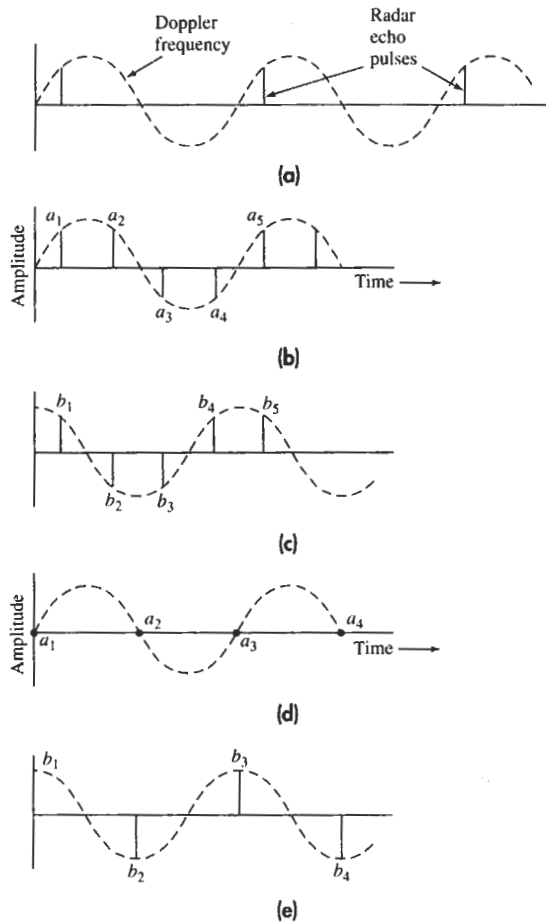 Doppler
frequency
Radar
echo
pulses
(a)
Amplitude
a1
a2
a5
a3
a4
Time
(b)
b1
b4
b5
b2
b3
(c)
Amplitude
a1
a2
a3
a4
Time
(d)
b1
b3
b2
b4
(e)